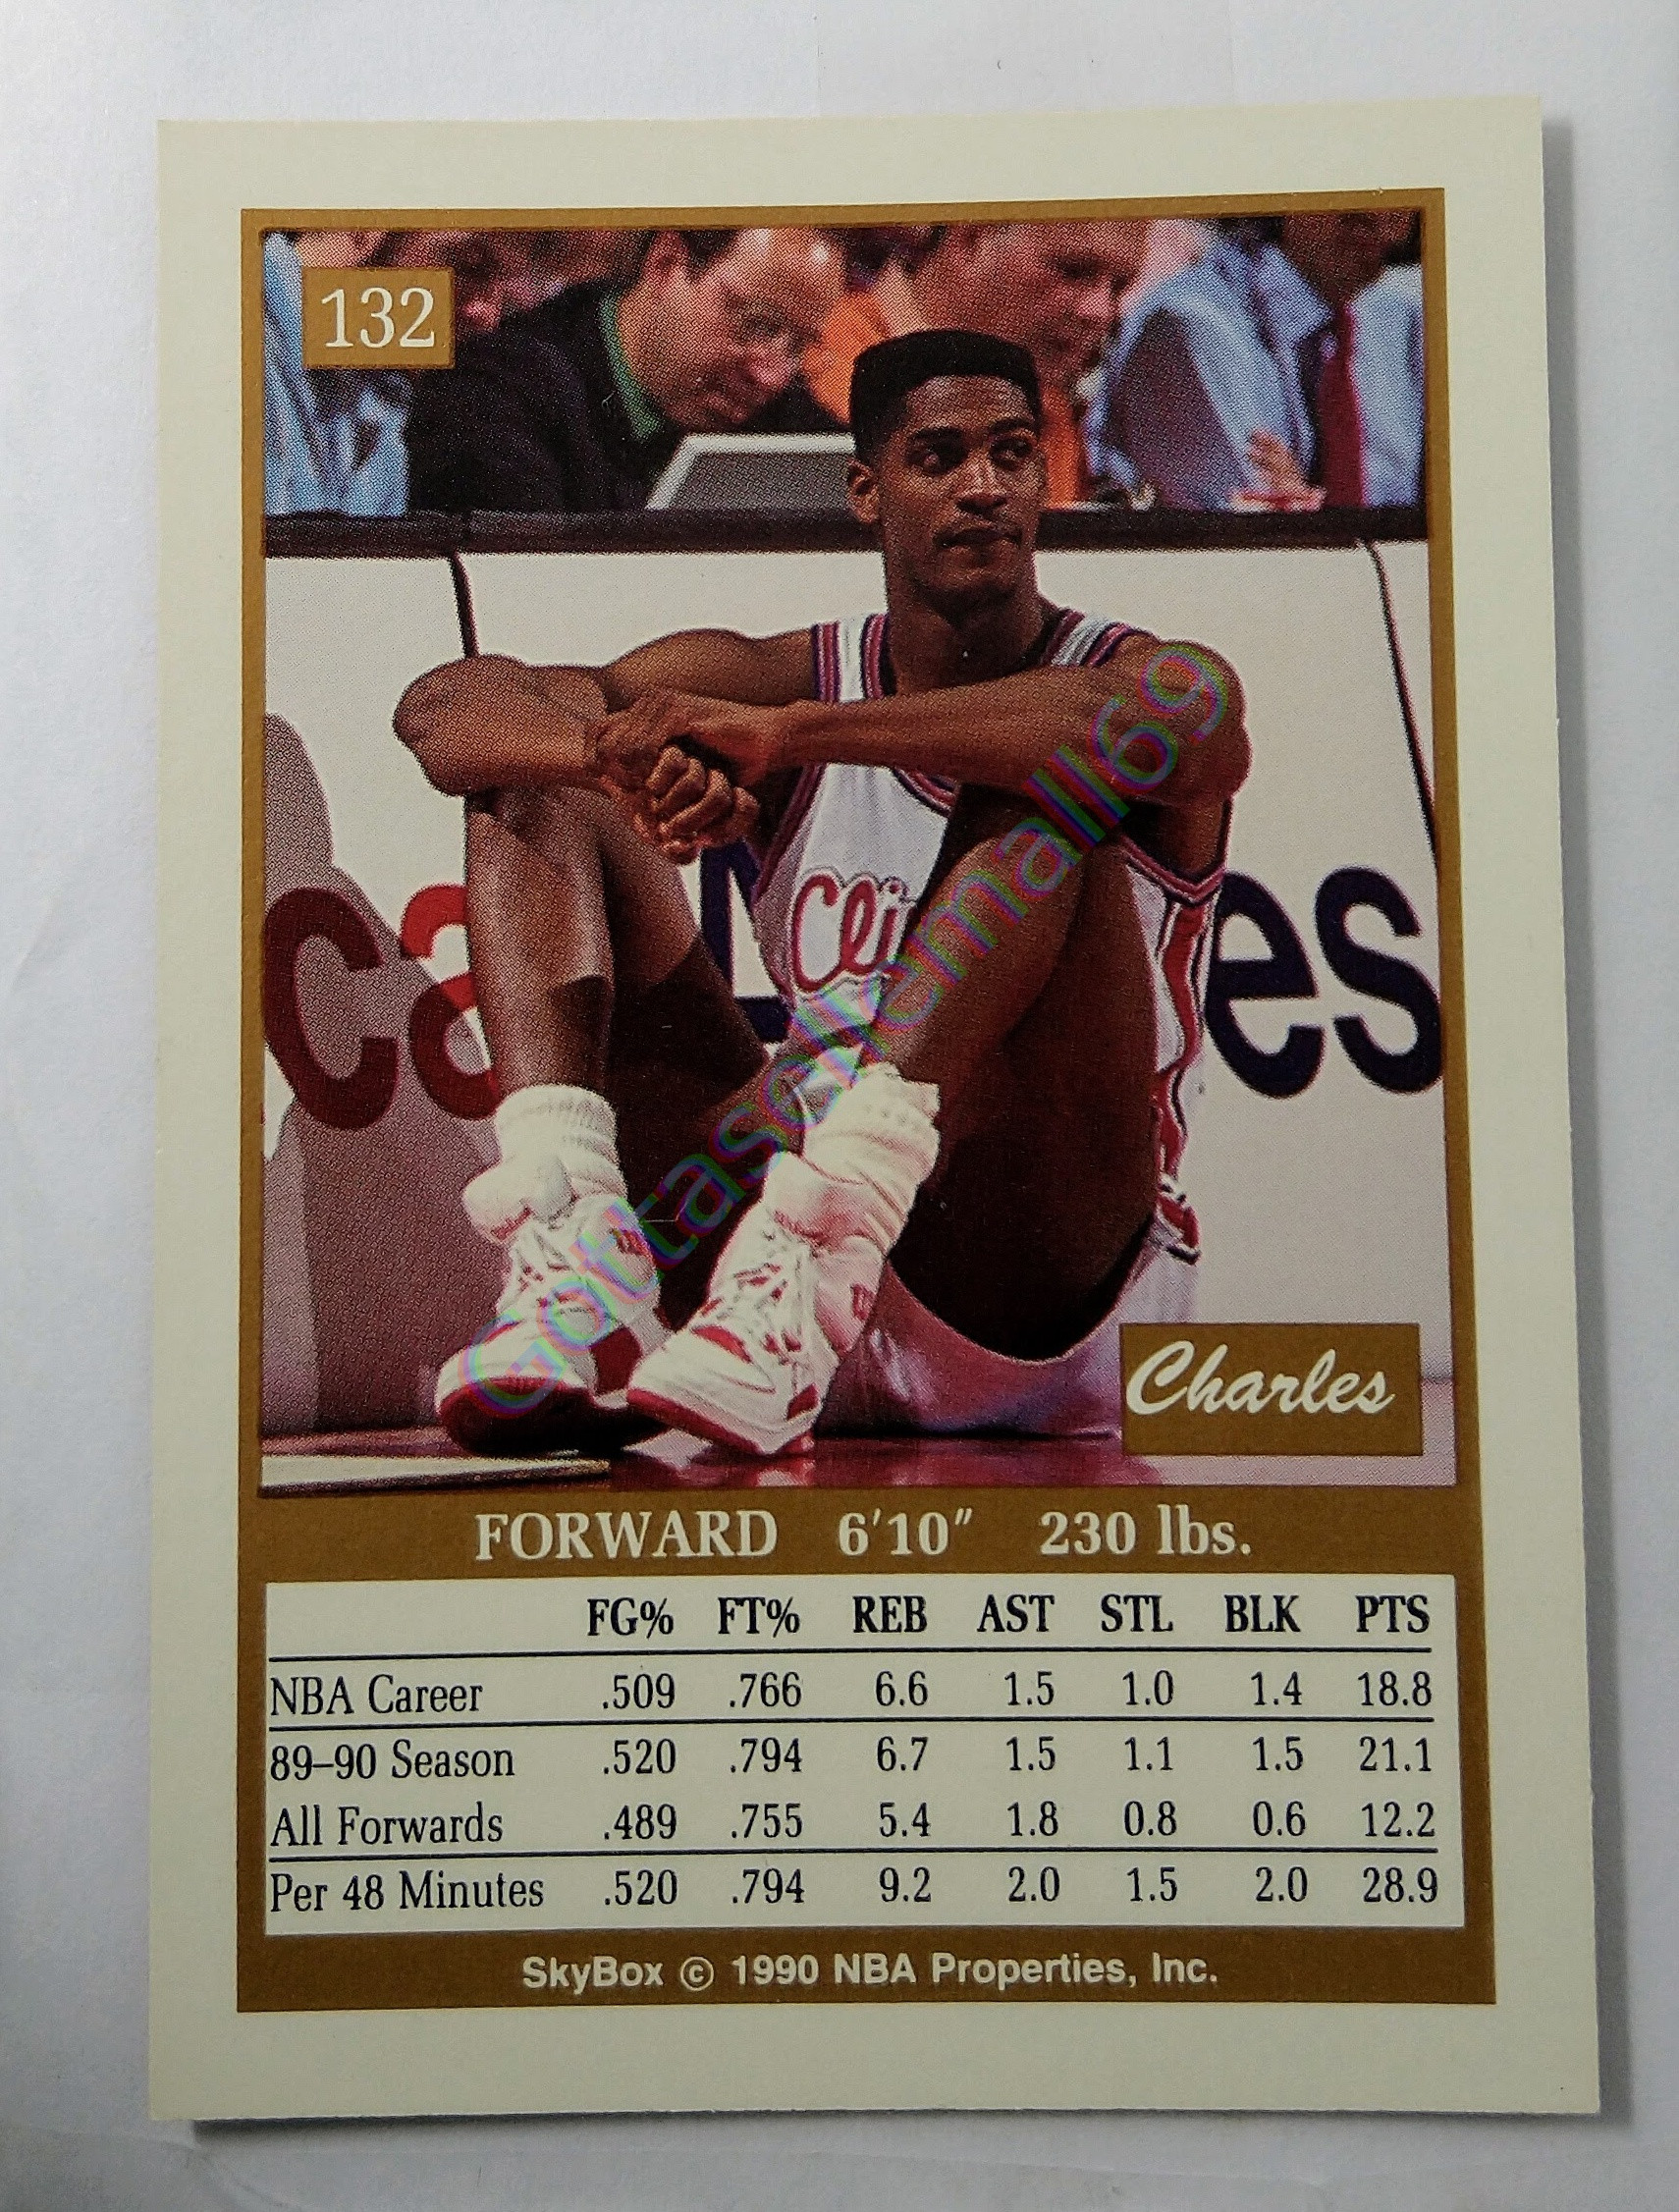 132
ca
es
Cli
Gottasellemall69
Charles
FORWARD 6'10" 230 lbs.
FG% FT% REB AST STL BLK PTS
NBA Career .509 .766 6.6 1.5 1.0 1.4 18.8
89–90 Season .520 .794 6.7 1.5 1.1 1.5 21.1
All Forwards .489 .755 5.4 1.8 0.8 0.6 12.2
Per 48 Minutes .520 .794 9.2 2.0 1.5 2.0 28.9
SkyBox © 1990 NBA Properties, Inc.